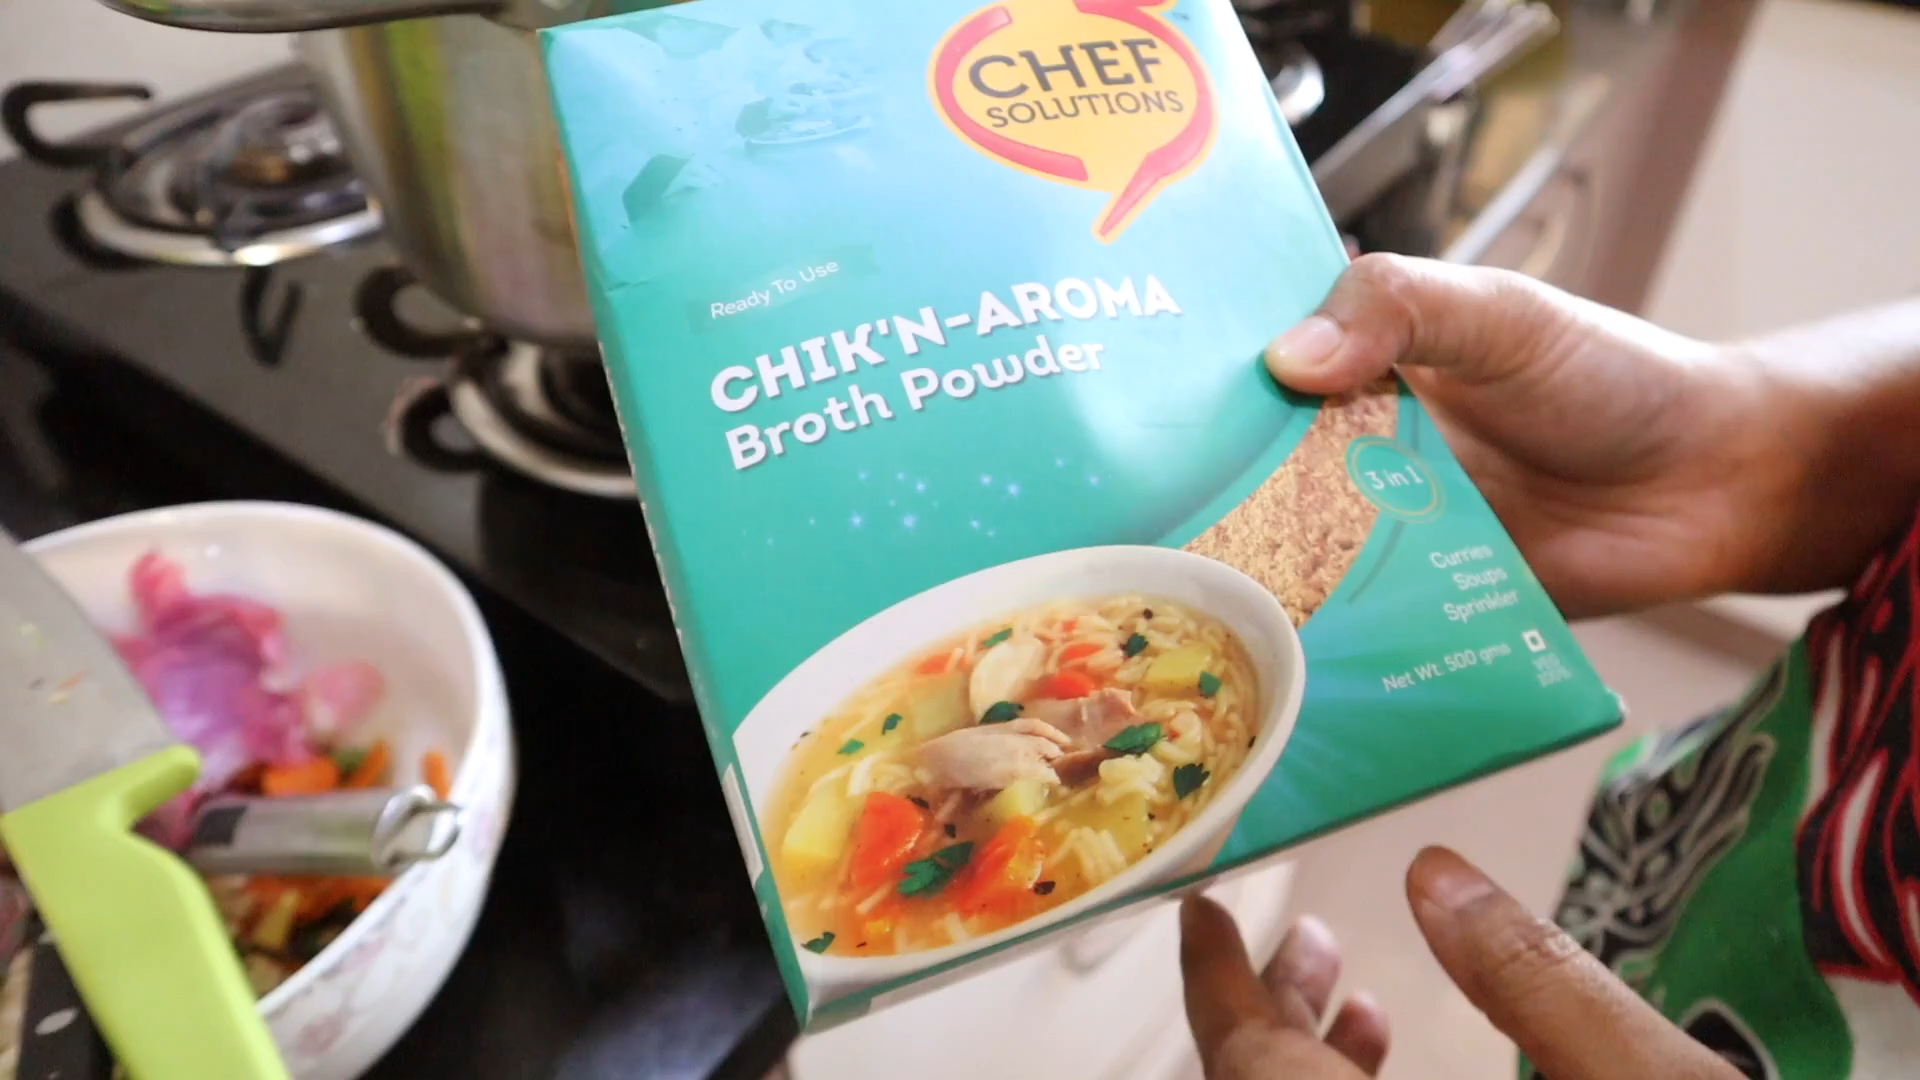 CHEF
SOLUTIONS
Ready To Use
CHIK'N-AROMA
Broth Powder
3 in 1
Curries
Soups
Sprinkler
Net Wt. 500 gms